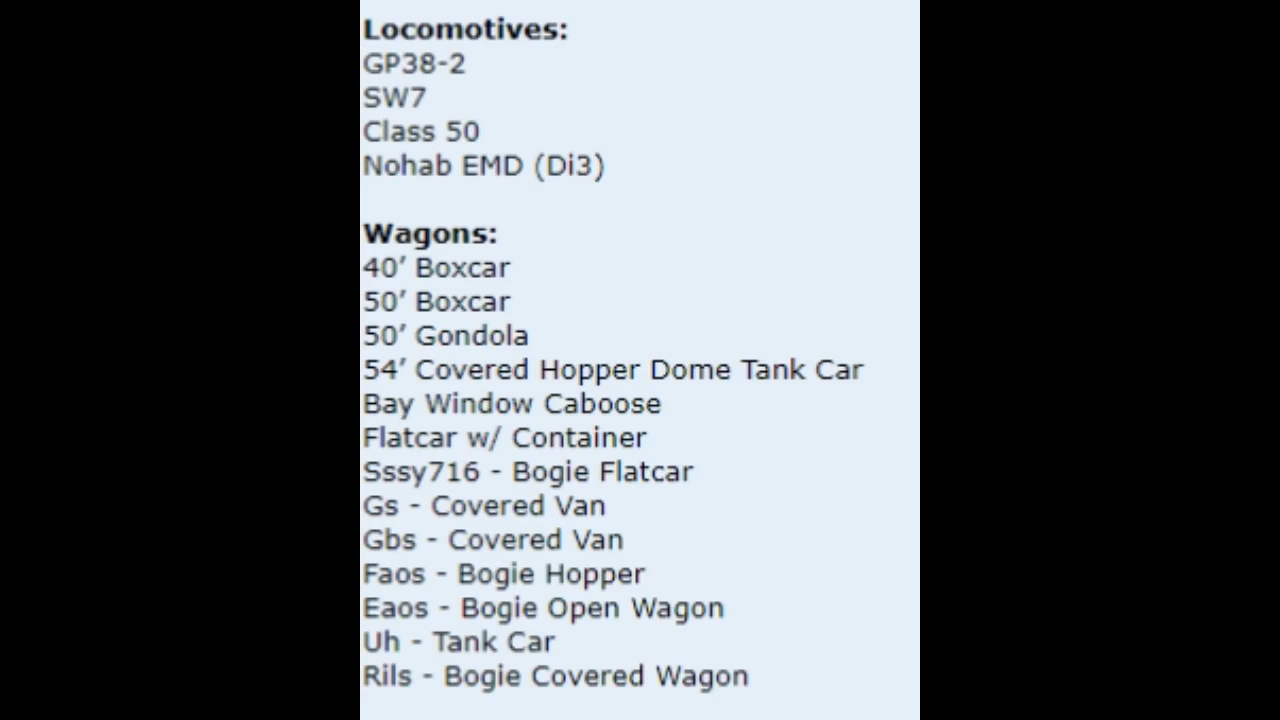 Locomotives:
GP38-2
SW7
Class 50
Nohab EMD (Di3)
Wagons:
40’ Boxcar
50’ Boxcar
50’ Gondola
54’ Covered Hopper Dome Tank Car
Bay Window Caboose
Flatcar w/ Container
Sssy716 - Bogie Flatcar
Gs - Covered Van
Gbs - Covered Van
Faos - Bogie Hopper
Eaos - Bogie Open Wagon
Uh - Tank Car
Rils - Bogie Covered Wagon